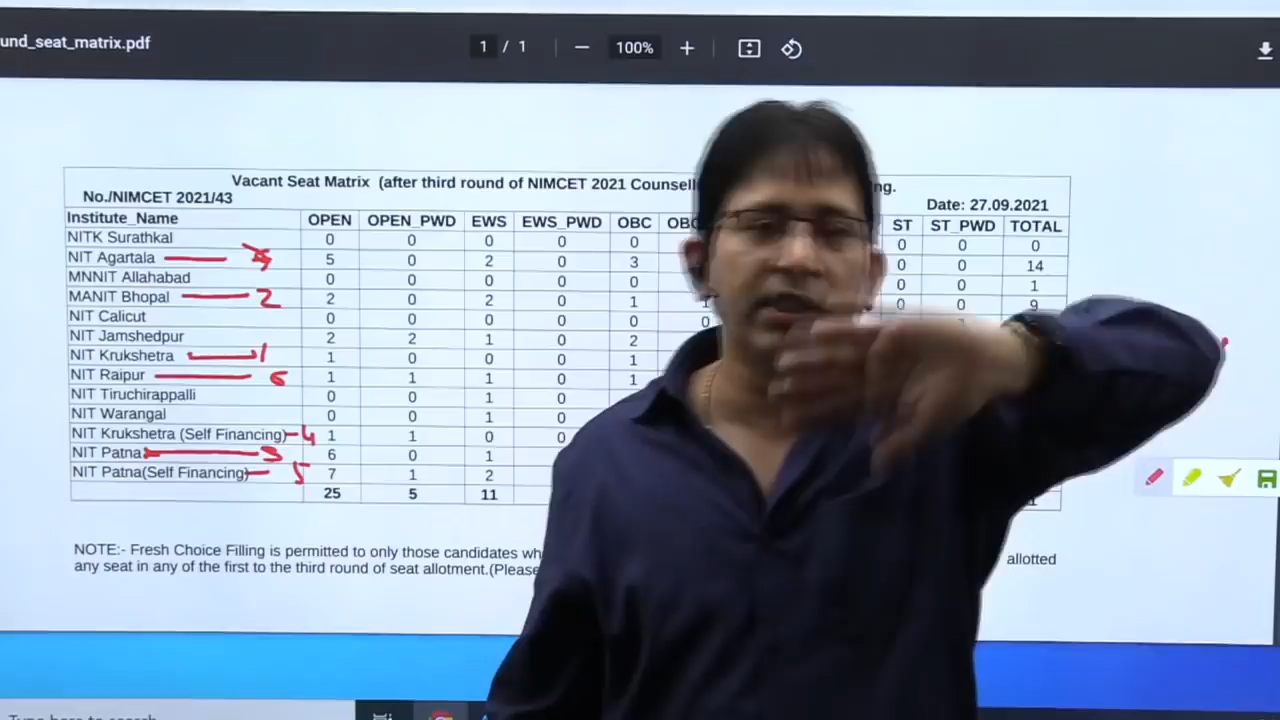 und_seat_matrix.pdf 1 / 1 100%
Vacant Seat Matrix (after third round of NIMCET 2021 ng.
No./NIMCET 2021/43 Date: 27.09.2021
Institute_Name OPEN OPEN_PWD EWS EWS_PWD OBC ST ST_PWD TOTAL
NITK Surathkal 0 0 0 0 0 0 0 0
NIT Agartala 5 0 2 0 3 0 0 14
MNNIT Allahabad 0 0 0 0 0 0 0 1
MANIT Bhopal 2 2 0 2 0 1 1 0 0 9
NIT Calicut 0 0 0 0 0 0
NIT Jamshedpur 2 2 1 0 2
NIT Krukshetra 1 1 0 0 0 1
NIT Raipur 6 1 1 1 0 1
NIT Tiruchirappalli 0 0 1 0
NIT Warangal 0 0 1 0
NIT Krukshetra (Self Financing) 4 1 1 0 0
NIT Patna 3 6 0 1
NIT Patna(Self Financing) 5 7 1 2
25 5 11
NOTE:- Fresh Choice Filling is permitted to only those candidates allotted
any seat in any of the first to the third round of seat allotment.(Please